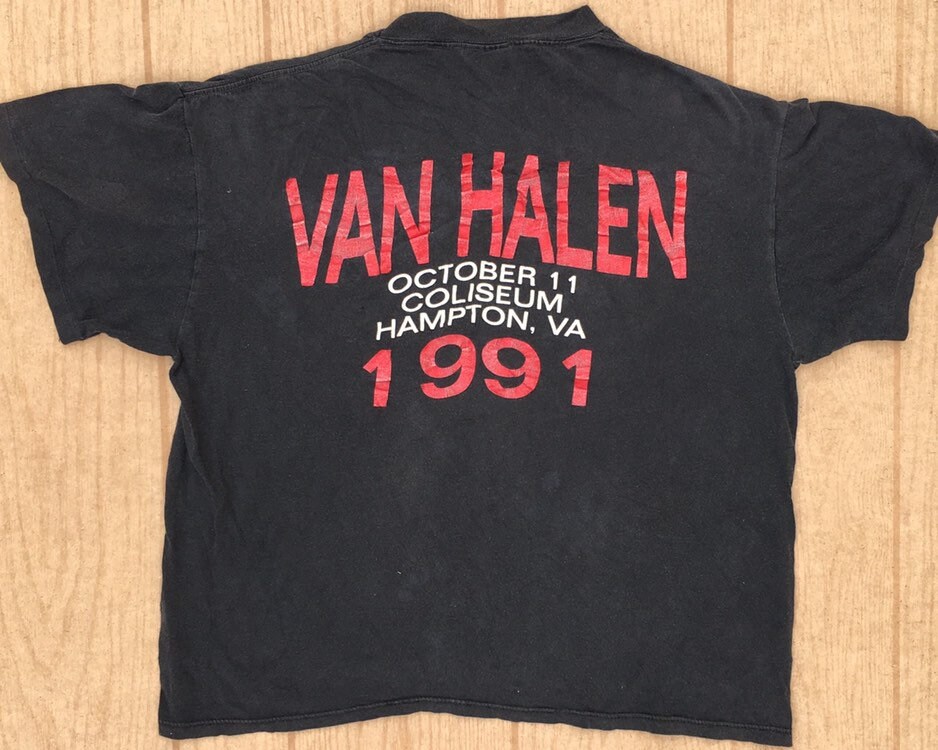 VAN HALEN
OCTOBER 11
COLISEUM
HAMPTON, VA
1991